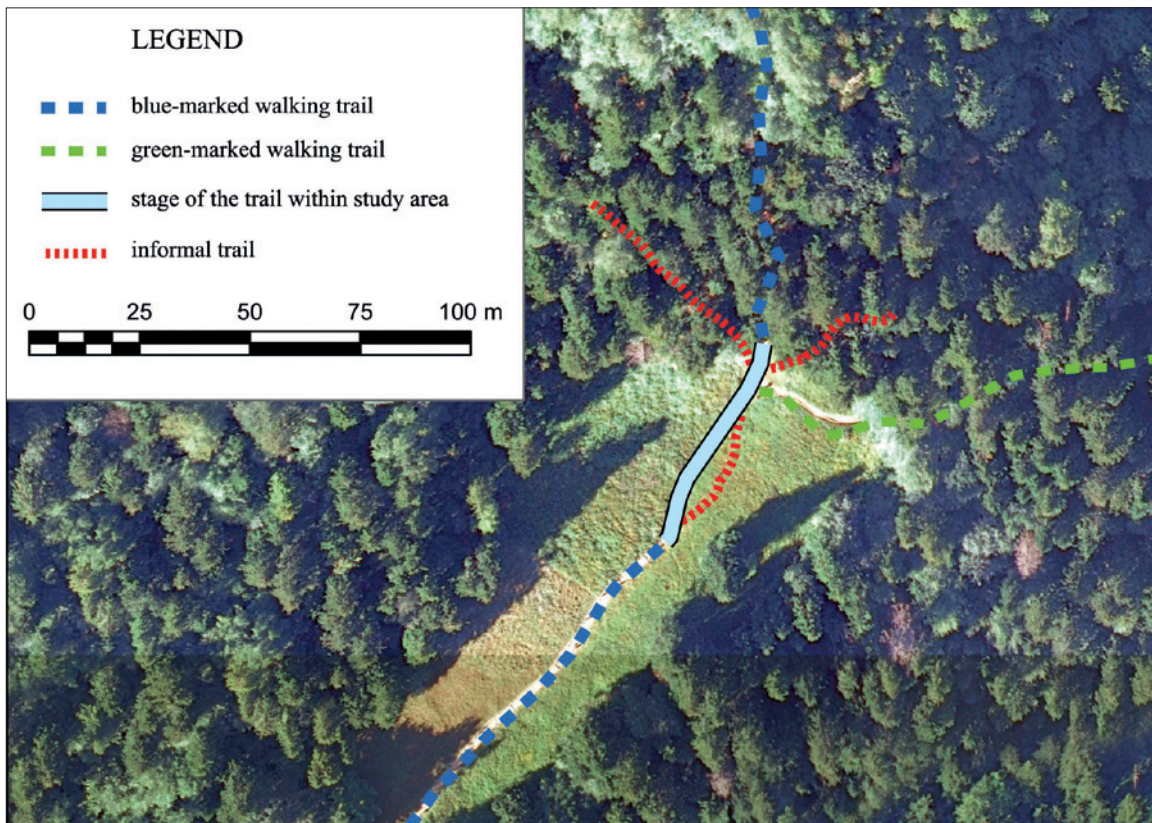 LEGEND
blue-marked walking trail
green-marked walking trail
stage of the trail within study area
informal trail
0 25 50 75 100 m